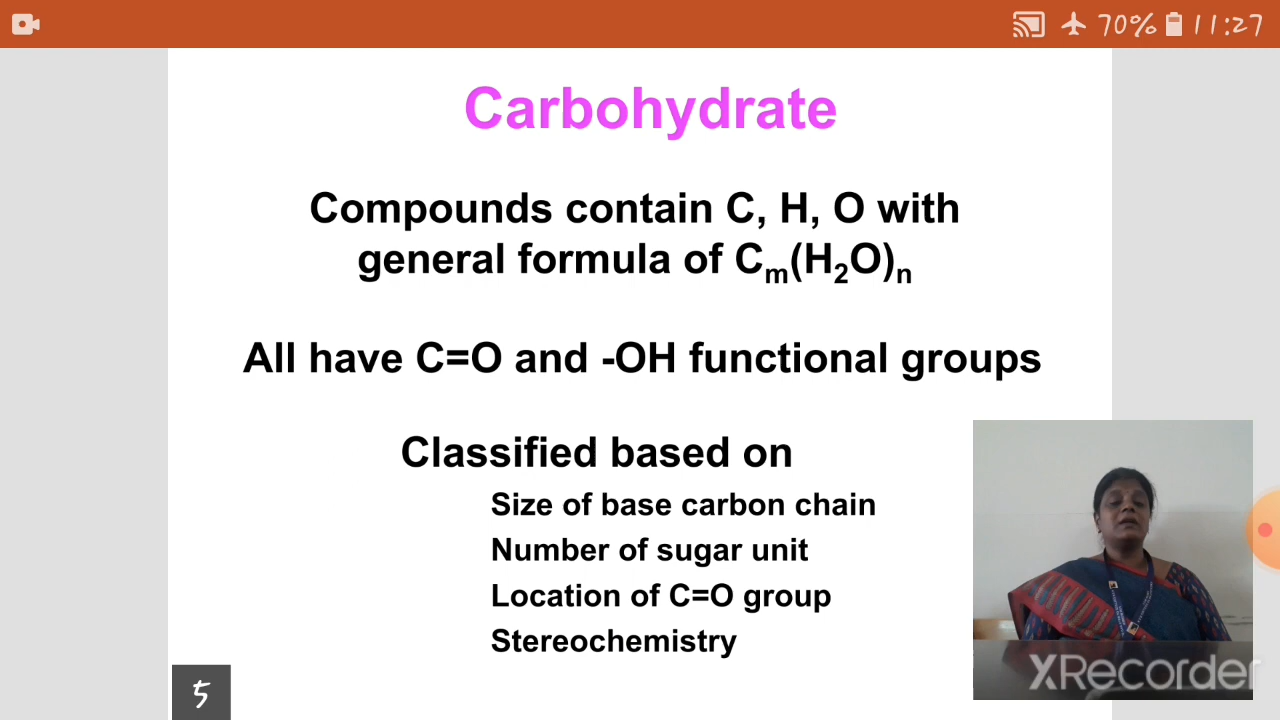 70% 11:27
Carbohydrate
Compounds contain C, H, O with
general formula of Cₘ(H₂O)ₙ
All have C=O and -OH functional groups
Classified based on
Size of base carbon chain
Number of sugar unit
Location of C=O group
Stereochemistry
5
XRecorder